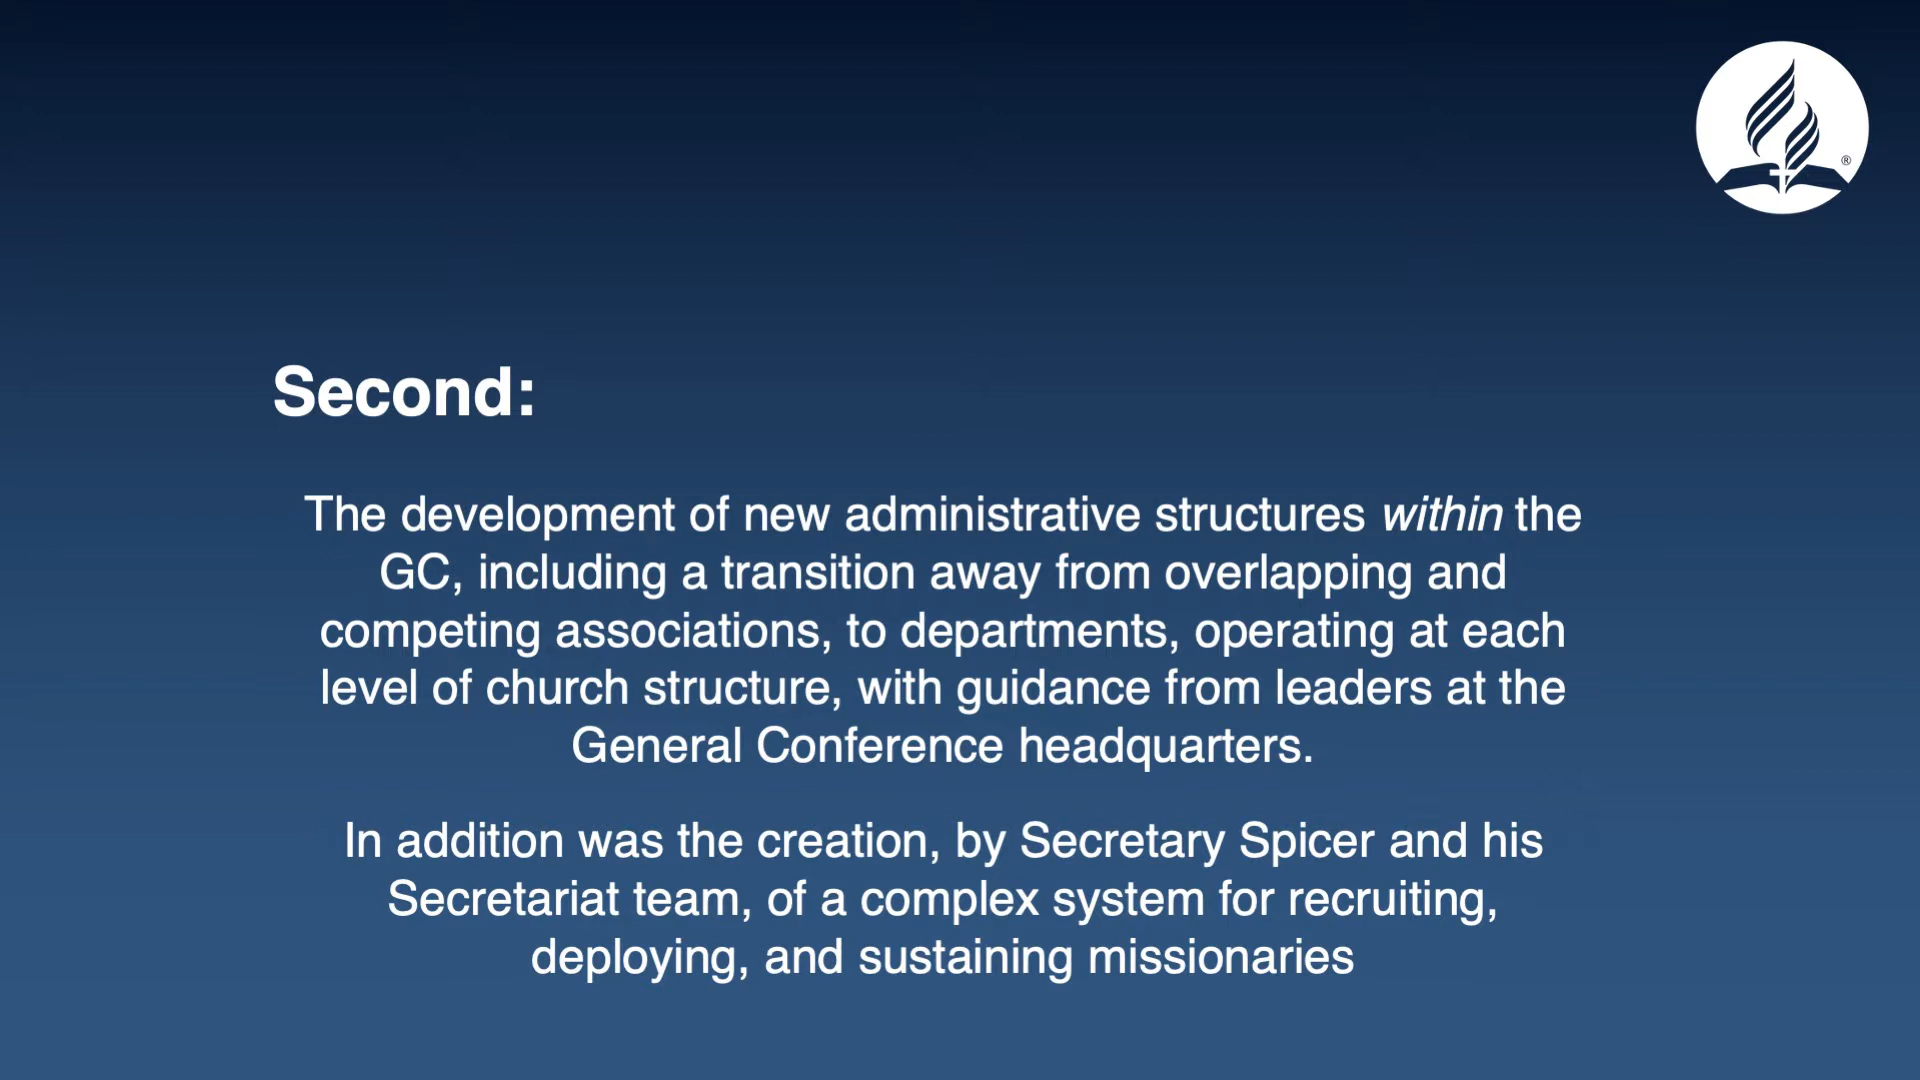 ®
Second:
The development of new administrative structures within the
GC, including a transition away from overlapping and
competing associations, to departments, operating at each
level of church structure, with guidance from leaders at the
General Conference headquarters.
In addition was the creation, by Secretary Spicer and his
Secretariat team, of a complex system for recruiting,
deploying, and sustaining missionaries